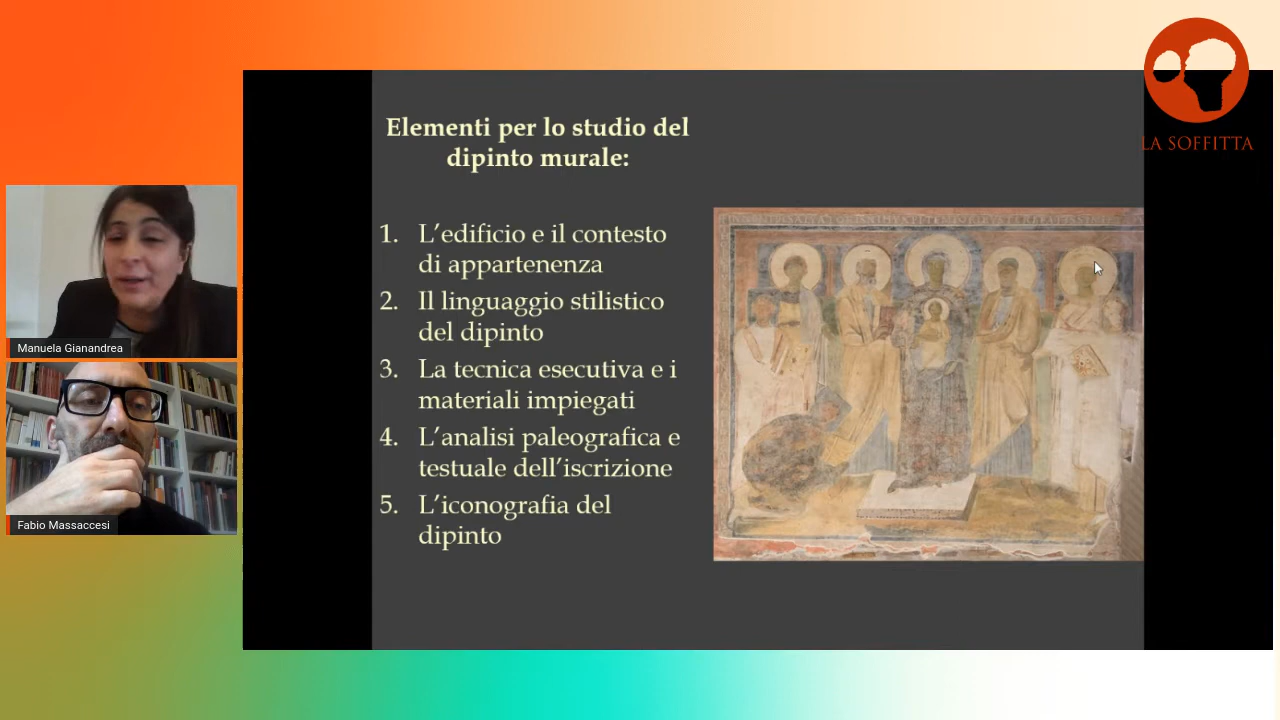 LA SOFFITTA
Elementi per lo studio del
dipinto murale:
1. L’edificio e il contesto
di appartenenza
2. Il linguaggio stilistico
del dipinto
3. La tecnica esecutiva e i
materiali impiegati
4. L’analisi paleografica e
testuale dell’iscrizione
5. L’iconografia del
dipinto
Manuela Gianandrea
Fabio Massaccesi